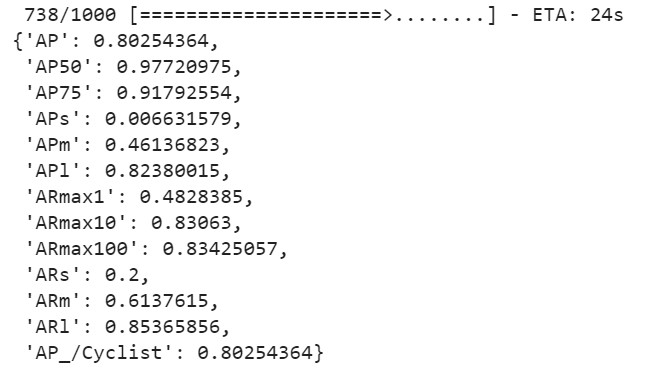 738/1000 [=====================>........] - ETA: 24s
{'AP': 0.80254364,
'AP50': 0.97720975,
'AP75': 0.91792554,
'APs': 0.006631579,
'APm': 0.46136823,
'APl': 0.82380015,
'ARmax1': 0.4828385,
'ARmax10': 0.83063,
'ARmax100': 0.83425057,
'ARs': 0.2,
'ARm': 0.6137615,
'ARl': 0.85365856,
'AP_/Cyclist': 0.80254364}